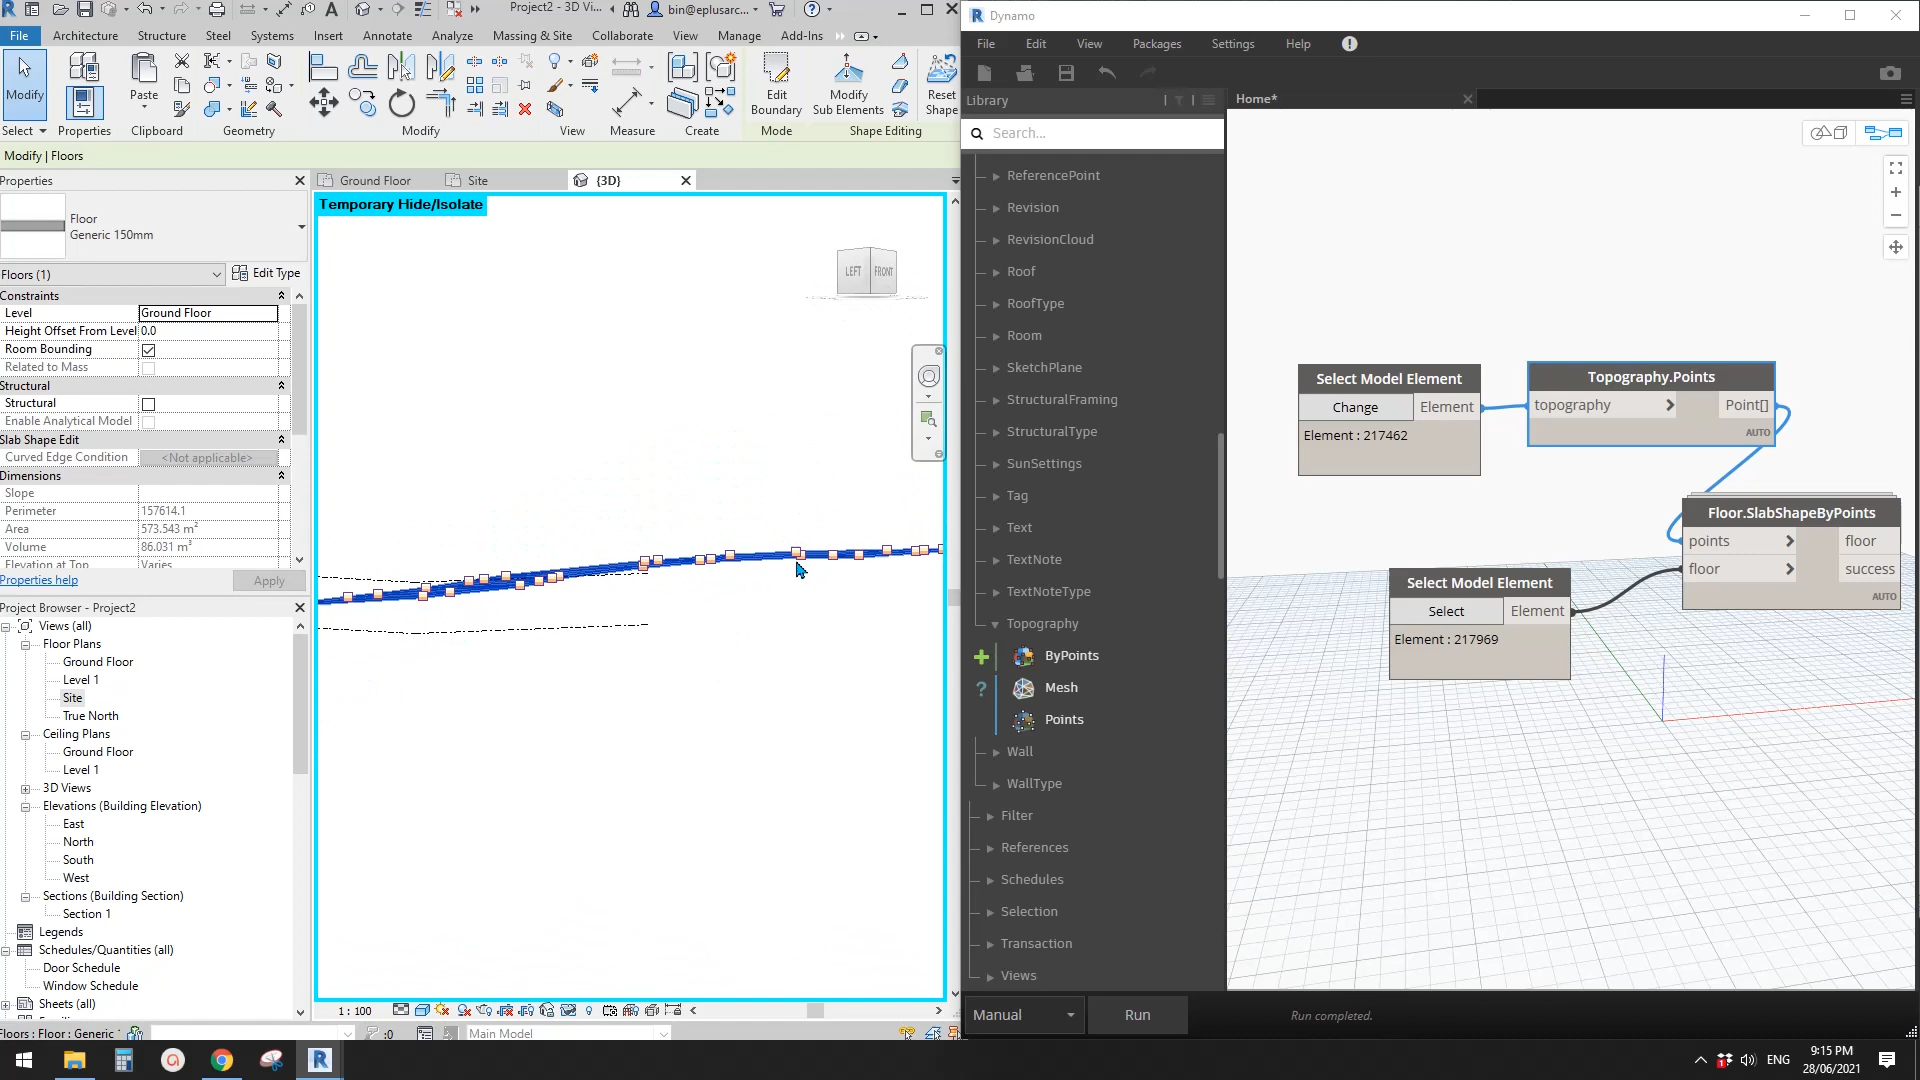 Project2 - 3D Vi...
bin@eplusarc...
File
Architecture
Structure
Steel
Systems
Insert
Annotate
Analyze
Massing & Site
Collaborate
View
Manage
Add-Ins
Modify
Paste
Edit
Boundary
Modify
Sub Elements
Reset
Shape
Select
Properties
Clipboard
Geometry
Modify
View
Measure
Create
Mode
Shape Editing
Modify | Floors
Properties
Floor
Generic 150mm
Floors (1)
Edit Type
Constraints
Level
Ground Floor
Height Offset From Level
0.0
Room Bounding
Related to Mass
Structural
Structural
Enable Analytical Model
Slab Shape Edit
Curved Edge Condition
<Not applicable>
Dimensions
Slope
Perimeter
157614.1
Area
573.543 m²
Volume
86.031 m³
Elevation at Top
Varies
Properties help
Apply
Project Browser - Project2
Views (all)
Floor Plans
Ground Floor
Level 1
Site
True North
Ceiling Plans
Ground Floor
Level 1
3D Views
Elevations (Building Elevation)
East
North
South
West
Sections (Building Section)
Section 1
Legends
Schedules/Quantities (all)
Door Schedule
Window Schedule
Sheets (all)
Floors : Floor : Generic
Ground Floor
Site
{3D}
Temporary Hide/Isolate
LEFT
FRONT
1 : 100
:0
Main Model
Dynamo
File
Edit
View
Packages
Settings
Help
Library
Home*
Search...
ReferencePoint
Revision
RevisionCloud
Roof
RoofType
Room
SketchPlane
StructuralFraming
StructuralType
SunSettings
Tag
Text
TextNote
TextNoteType
Topography
ByPoints
Mesh
Points
Wall
WallType
Filter
References
Schedules
Selection
Transaction
Views
Manual
Run
Run completed.
Select Model Element
Change
Element
Element : 217462
Topography.Points
topography
Point[]
AUTO
Floor.SlabShapeByPoints
points
floor
floor
success
AUTO
Select Model Element
Select
Element
Element : 217969
ENG
9:15 PM
28/06/2021